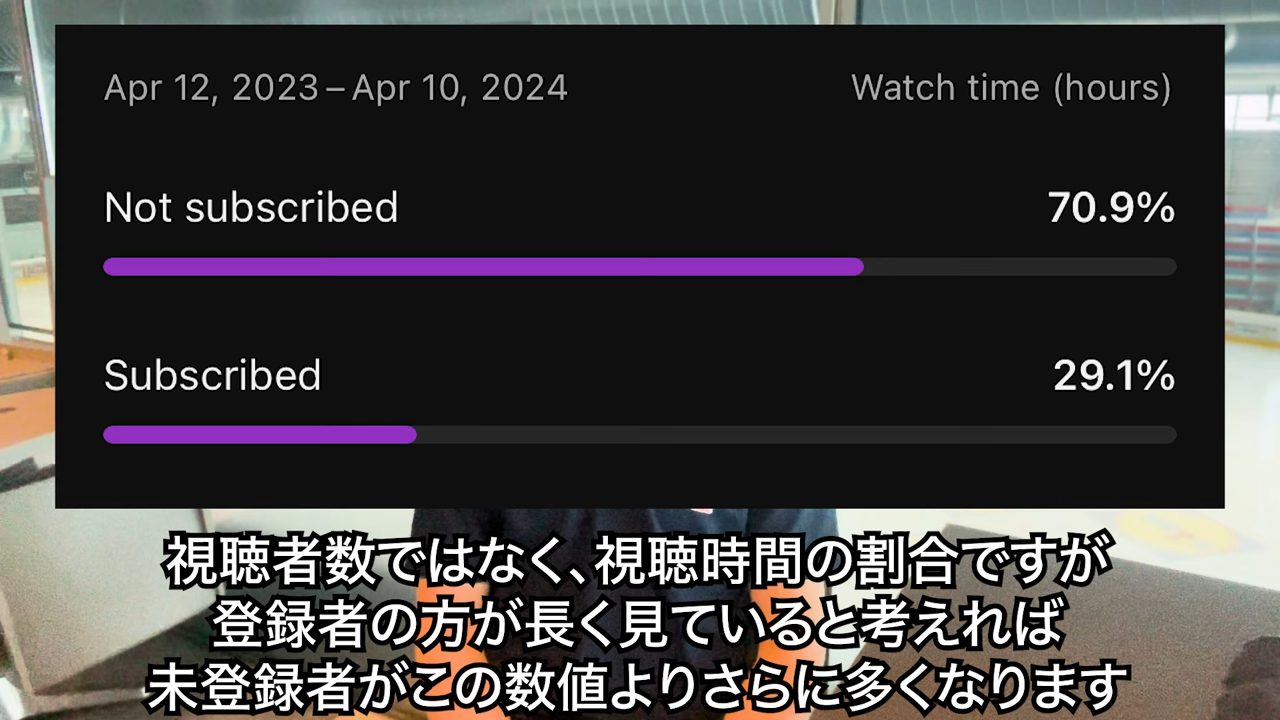 Apr 12, 2023 – Apr 10, 2024 Watch time (hours)
Not subscribed 70.9%
Subscribed 29.1%
視聴者数ではなく、視聴時間の割合ですが
登録者の方が長く見ていると考えれば
未登録者がこの数値よりさらに多くなります